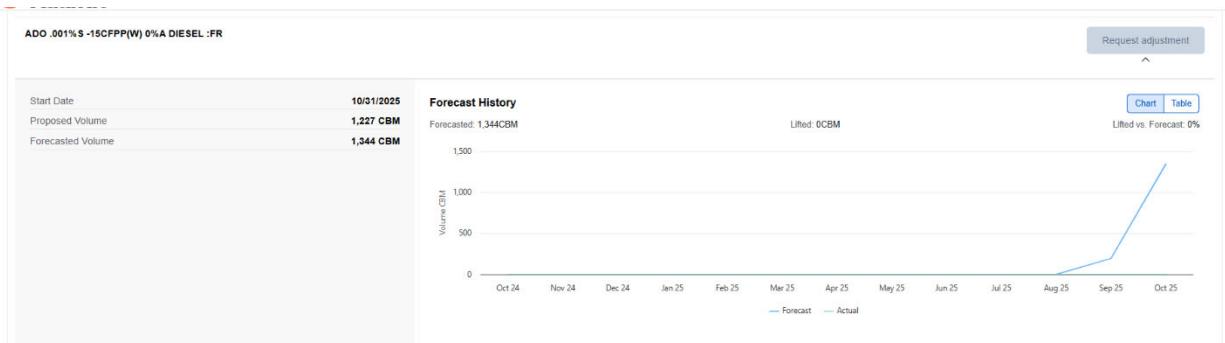 ADO .001%S -15CFPP(W) 0%A DIESEL :FR
Request adjustment
Start Date 10/31/2025
Proposed Volume 1,227 CBM
Forecasted Volume 1,344 CBM
Forecast History
Chart Table
Forecasted: 1,344CBM Lifted: 0CBM Lifted vs. Forecast: 0%
Volume CBM
1,500
1,000
500
0
Oct 24 Nov 24 Dec 24 Jan 25 Feb 25 Mar 25 Apr 25 May 25 Jun 25 Jul 25 Aug 25 Sep 25 Oct 25
Forecast Actual